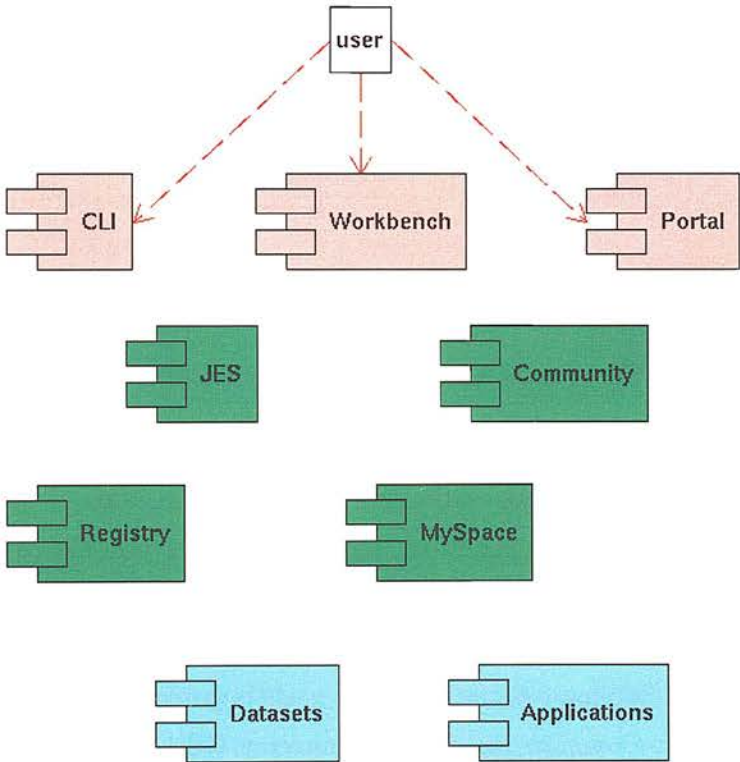 user
CLI
Workbench
Portal
JES
Community
Registry
MySpace
Datasets
Applications